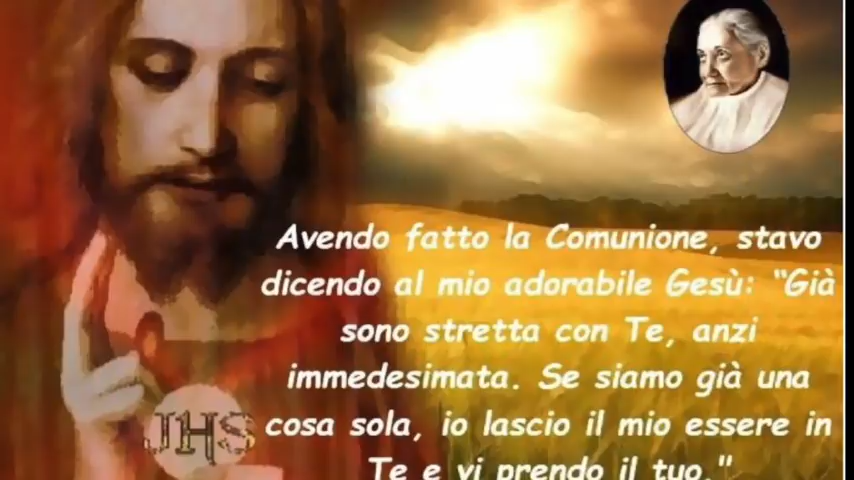 Avendo fatto la Comunione, stavo
dicendo al mio adorabile Gesù: "Già
sono stretta con Te, anzi
immedesimata. Se siamo già una
cosa sola, io lascio il mio essere in
Te e vi prendo il tuo."
JHS